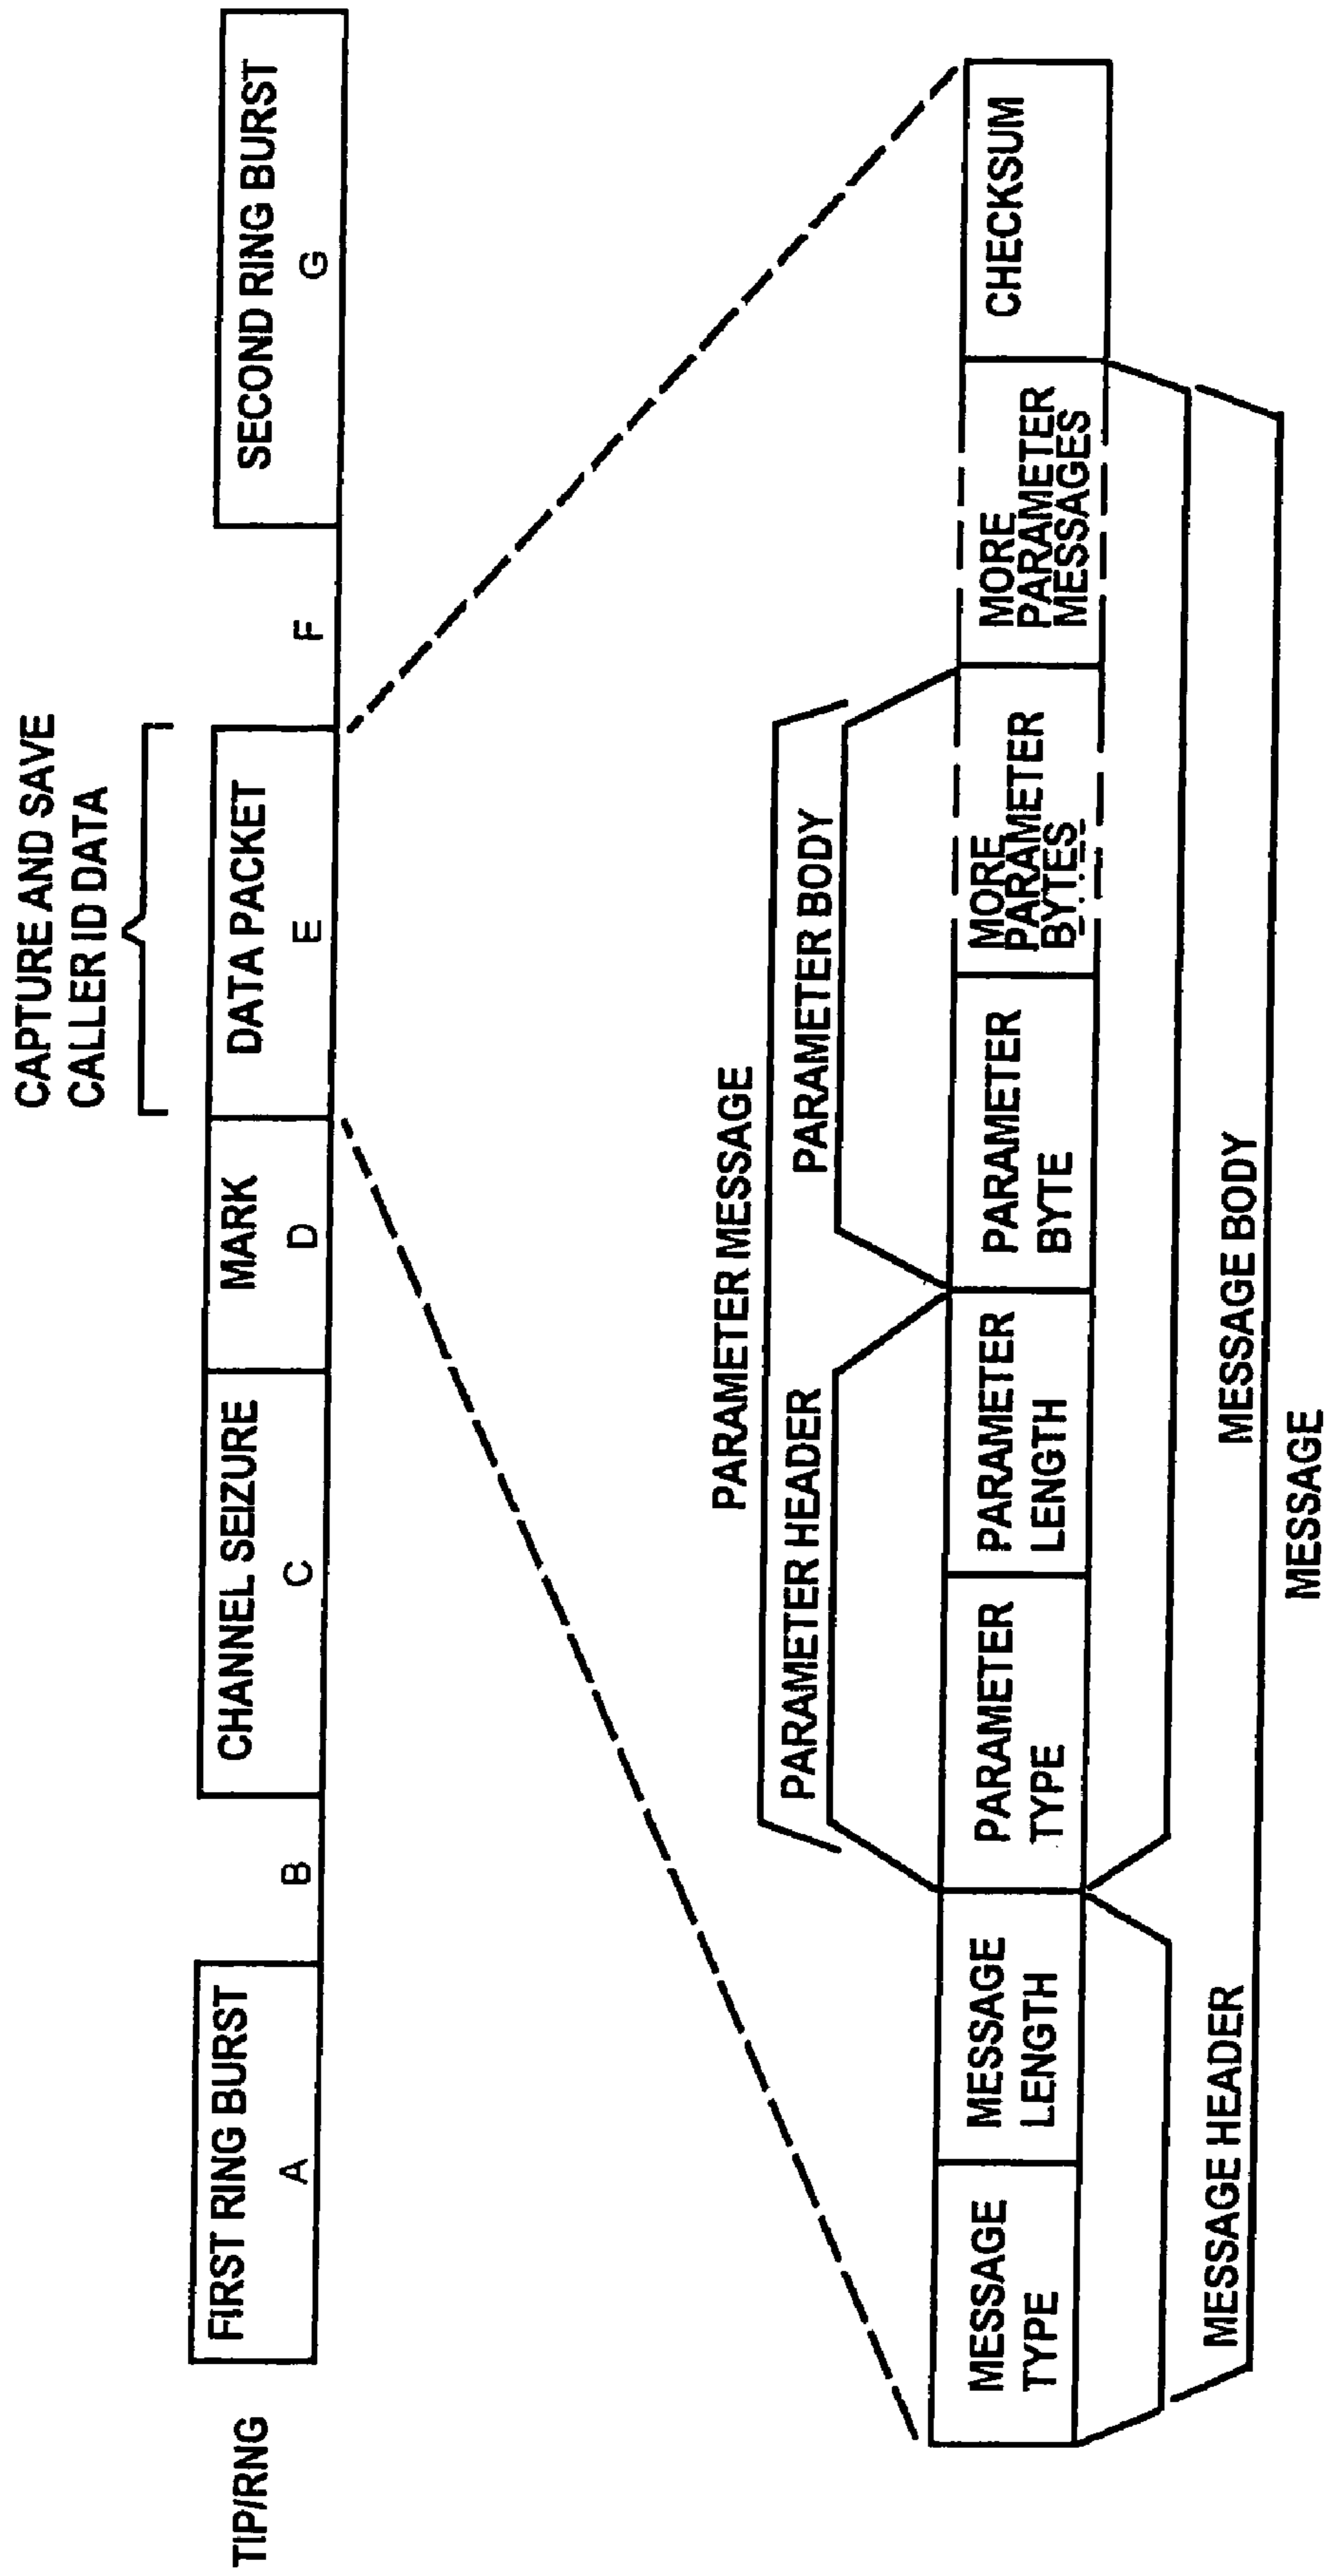 CAPTURE AND SAVE
CALLER ID DATA
TIP/RNG
FIRST RING BURST
A
B
CHANNEL SEIZURE
C
MARK
D
DATA PACKET
E
F
SECOND RING BURST
G
PARAMETER MESSAGE
PARAMETER HEADER
PARAMETER BODY
MESSAGE
TYPE
MESSAGE
LENGTH
PARAMETER
TYPE
PARAMETER
LENGTH
PARAMETER
BYTE
MORE
PARAMETER
BYTES
MORE
PARAMETER
MESSAGES
CHECKSUM
MESSAGE HEADER
MESSAGE BODY
MESSAGE